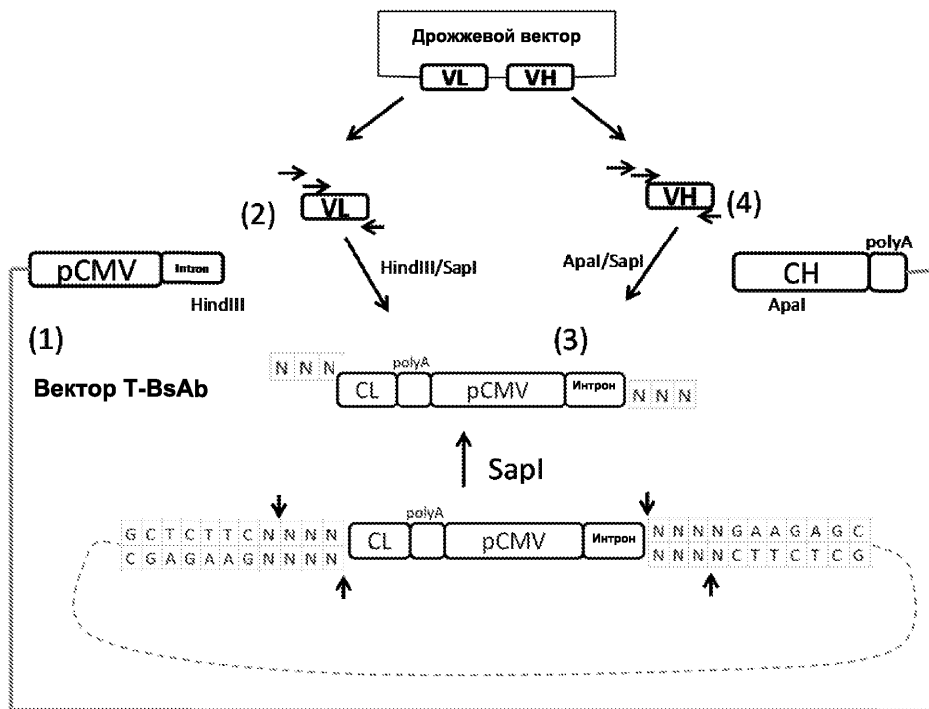 Дрожжевой вектор
VL VH
(2) VL VH (4)
polyA
pCMV Intron HindIII/SapI ApaI/SapI CH
HindIII ApaI
(1) (3)
Вектор T-BsAb
N N N polyA
CL pCMV Интрон N N N
SapI
polyA
G C T C T T C N N N N CL pCMV Интрон N N N N G A A G A G C
C G A G A A G N N N N N N N N C T T C T C G